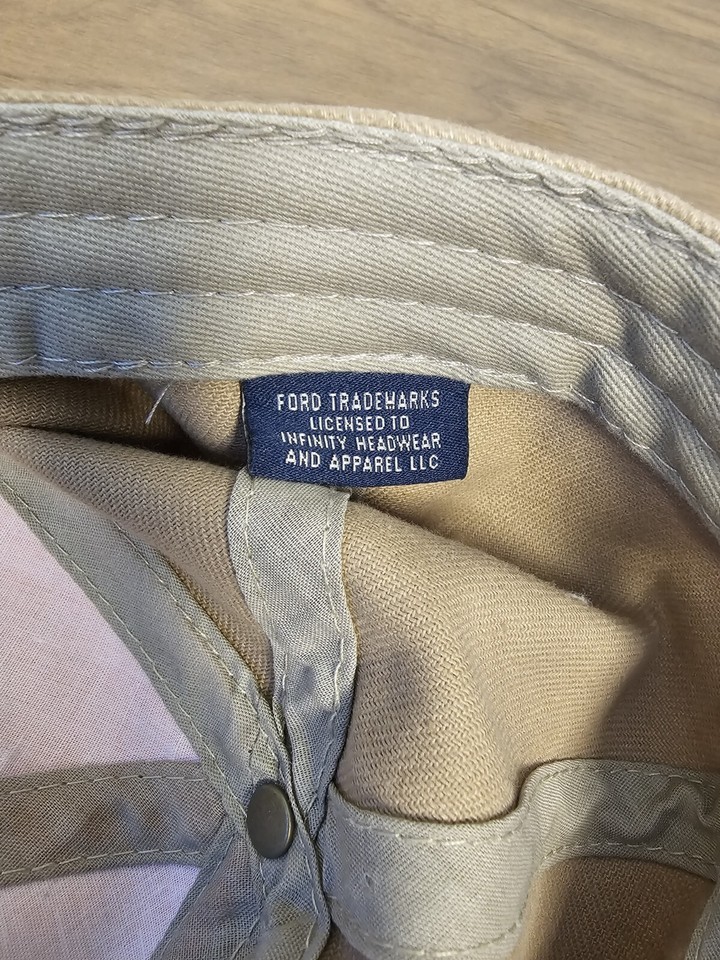 FORD TRADEMARKS
LICENSED TO
INFINITY HEADWEAR
AND APPAREL LLC